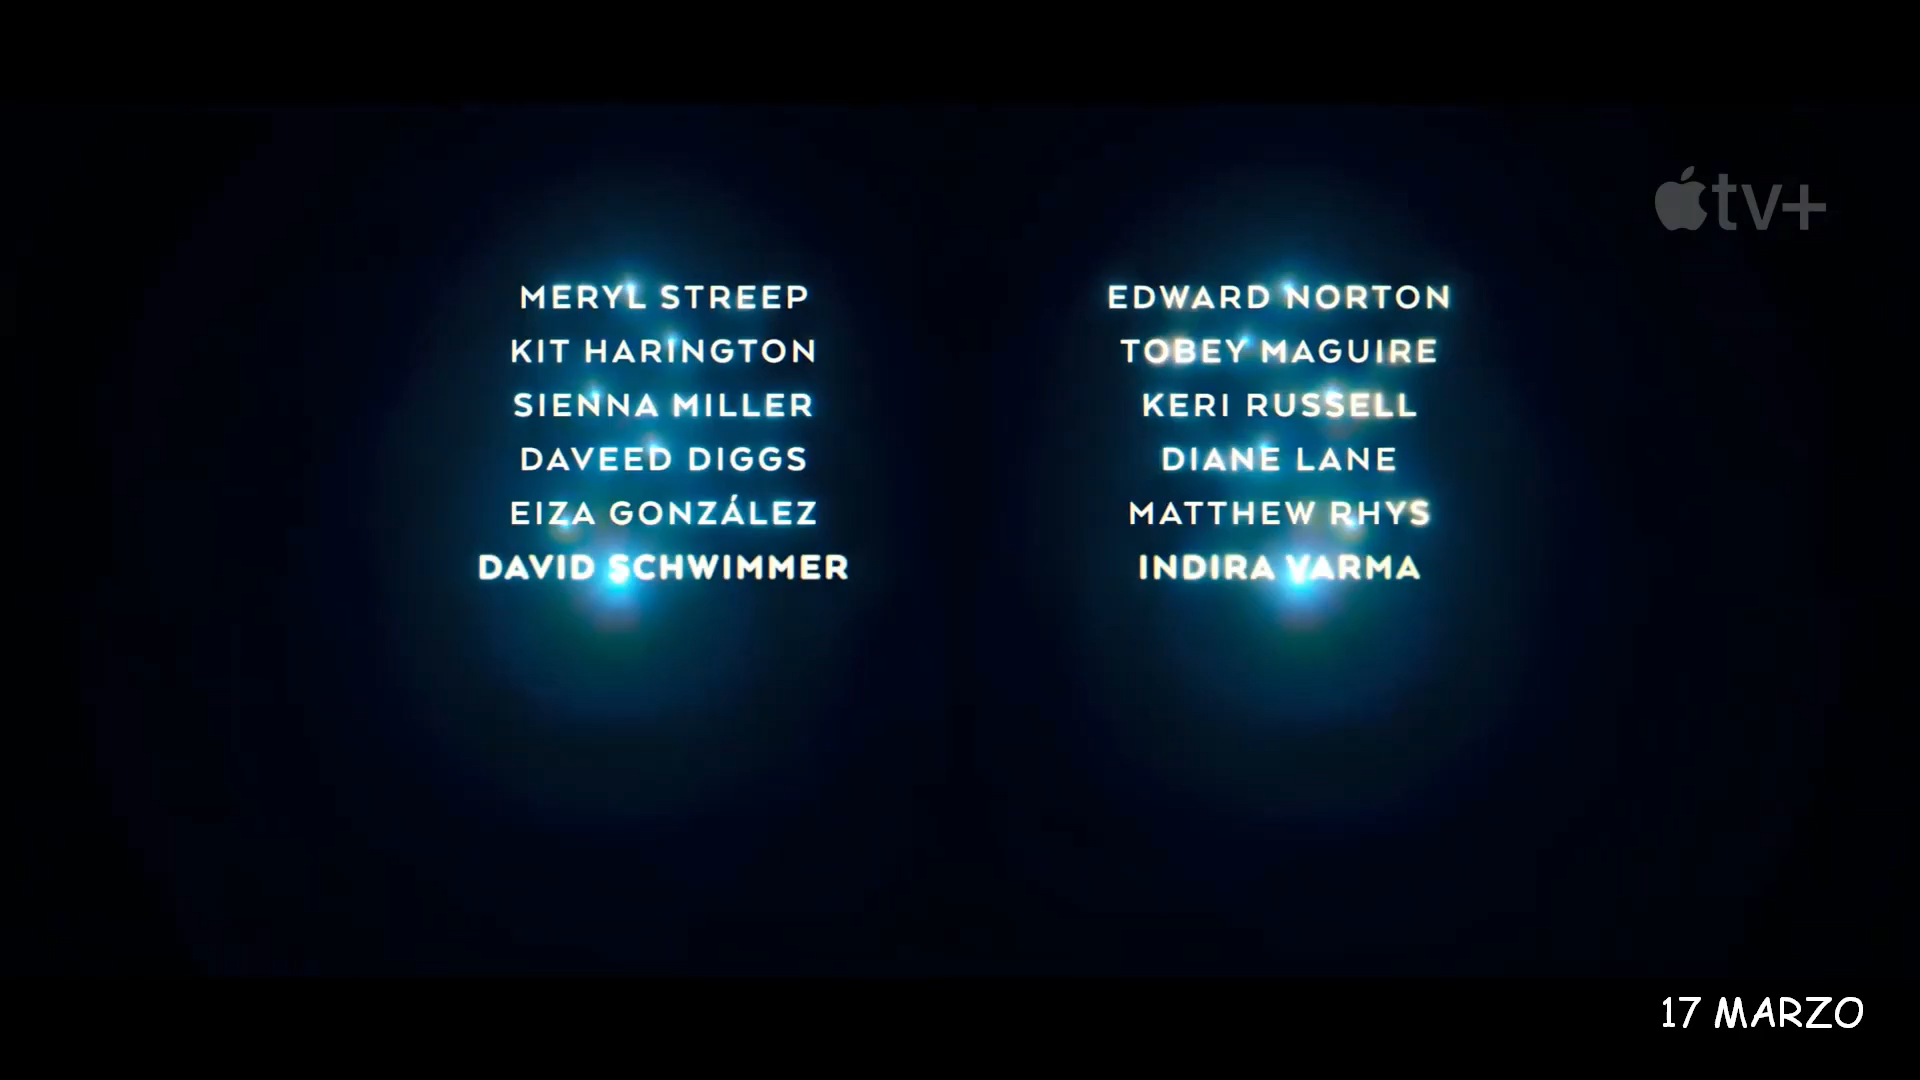 tv+
MERYL STREEP
KIT HARINGTON
SIENNA MILLER
DAVEED DIGGS
EIZA GONZÁLEZ
DAVID SCHWIMMER
EDWARD NORTON
TOBEY MAGUIRE
KERI RUSSELL
DIANE LANE
MATTHEW RHYS
INDIRA VARMA
17 MARZO